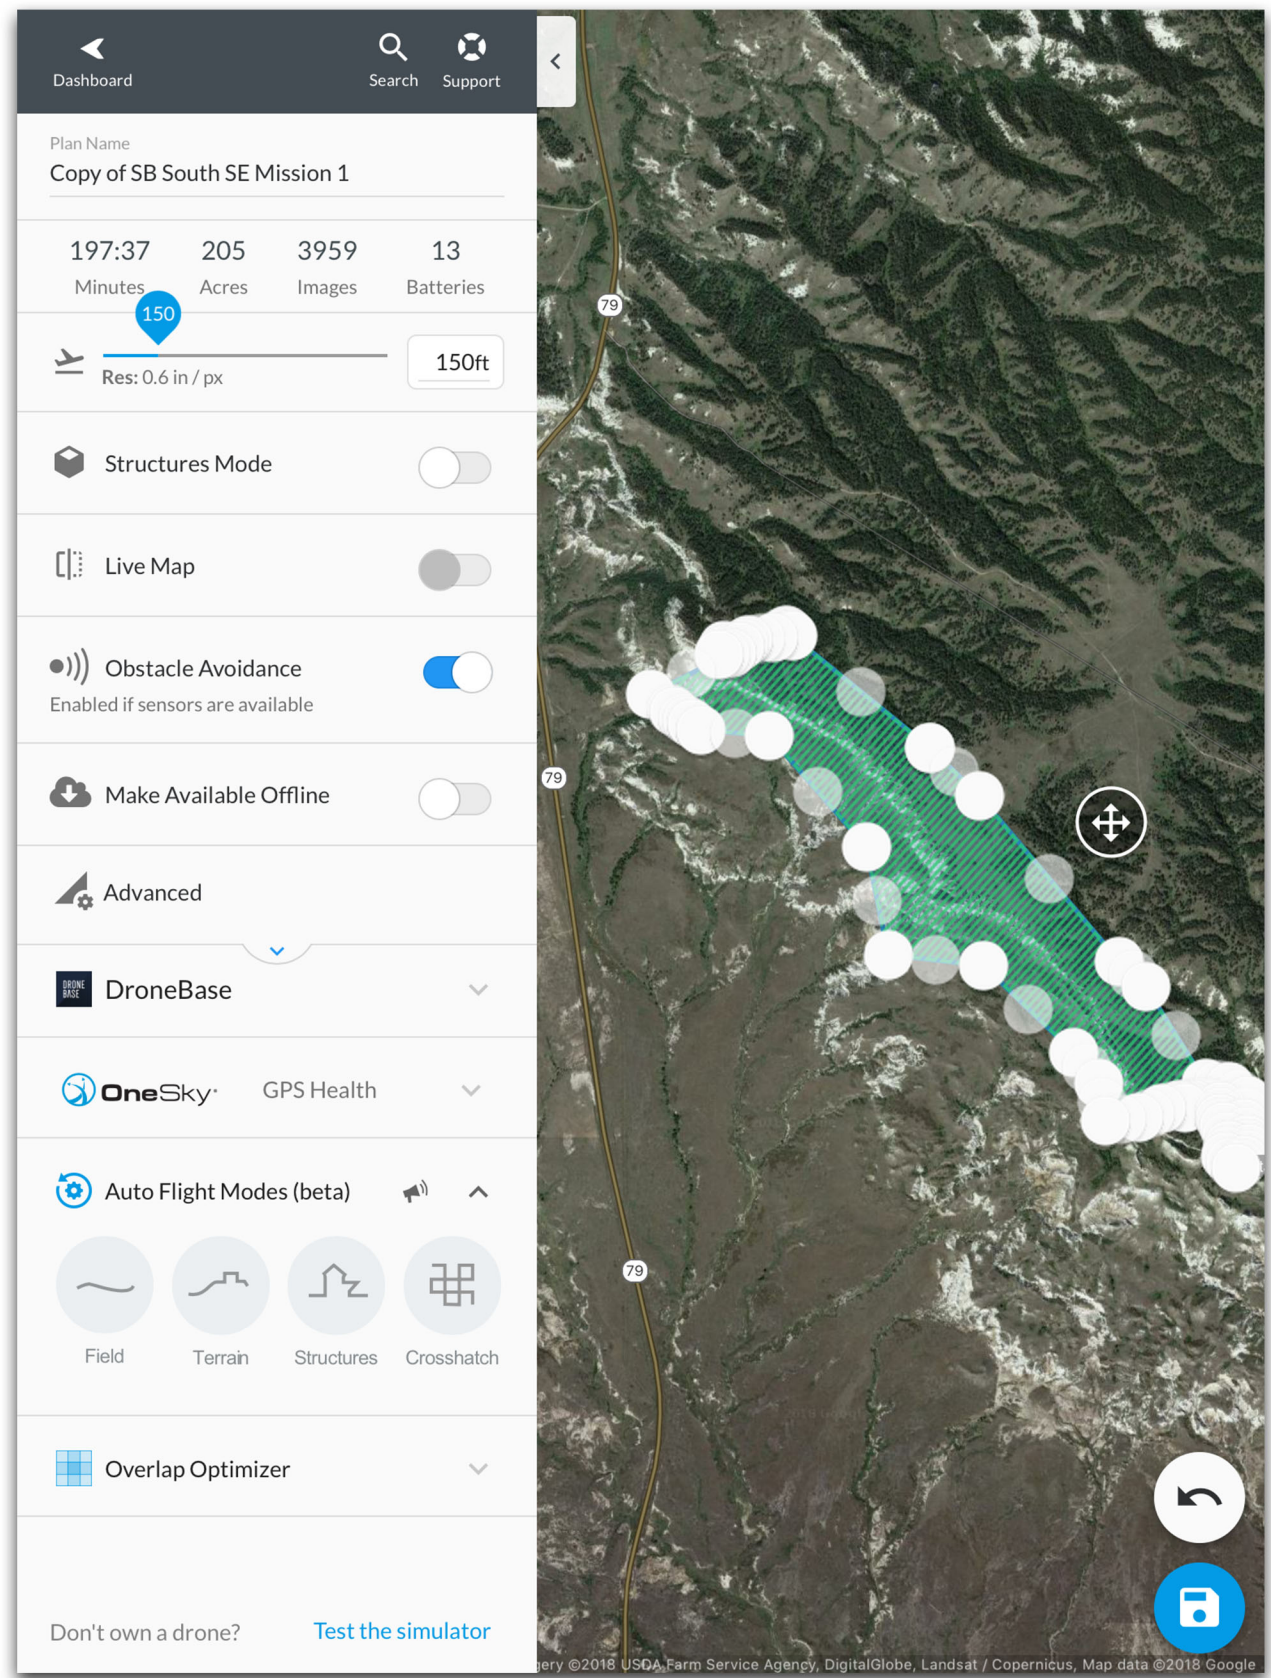 Dashboard
Search
Support
Plan Name
Copy of SB South SE Mission 1
197:37
205
3959
13
Minutes
Acres
Images
Batteries
150
150ft
Res: 0.6 in / px
Structures Mode
Live Map
Obstacle Avoidance
Enabled if sensors are available
Make Available Offline
Advanced
DRONE
BASE
DroneBase
OneSky
GPS Health
Auto Flight Modes (beta)
Field
Terrain
Structures
Crosshatch
Overlap Optimizer
Don't own a drone?
Test the simulator
79
79
79
gery ©2018 USDA Farm Service Agency, DigitalGlobe, Landsat / Copernicus, Map data ©2018 Google